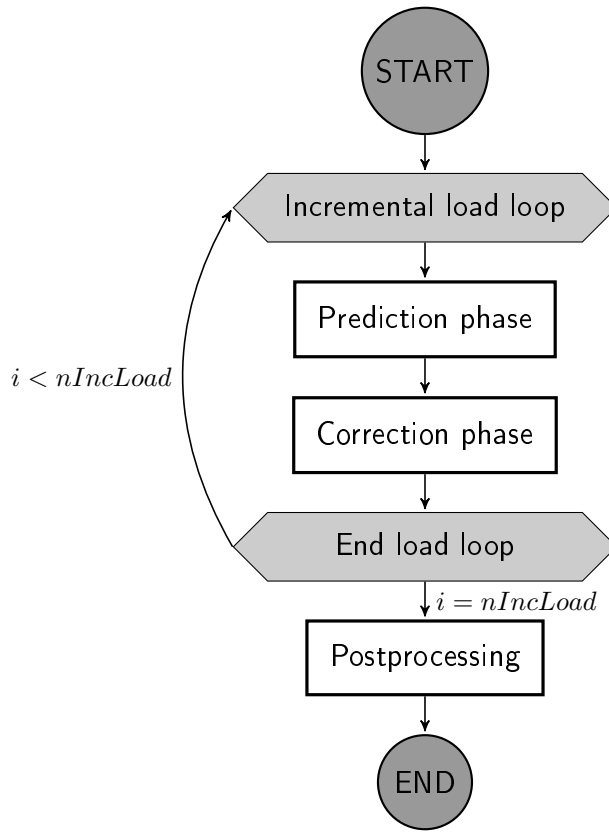 START
Incremental load loop
Prediction phase
i < nIncLoad
Correction phase
End load loop
i = nIncLoad
Postprocessing
END